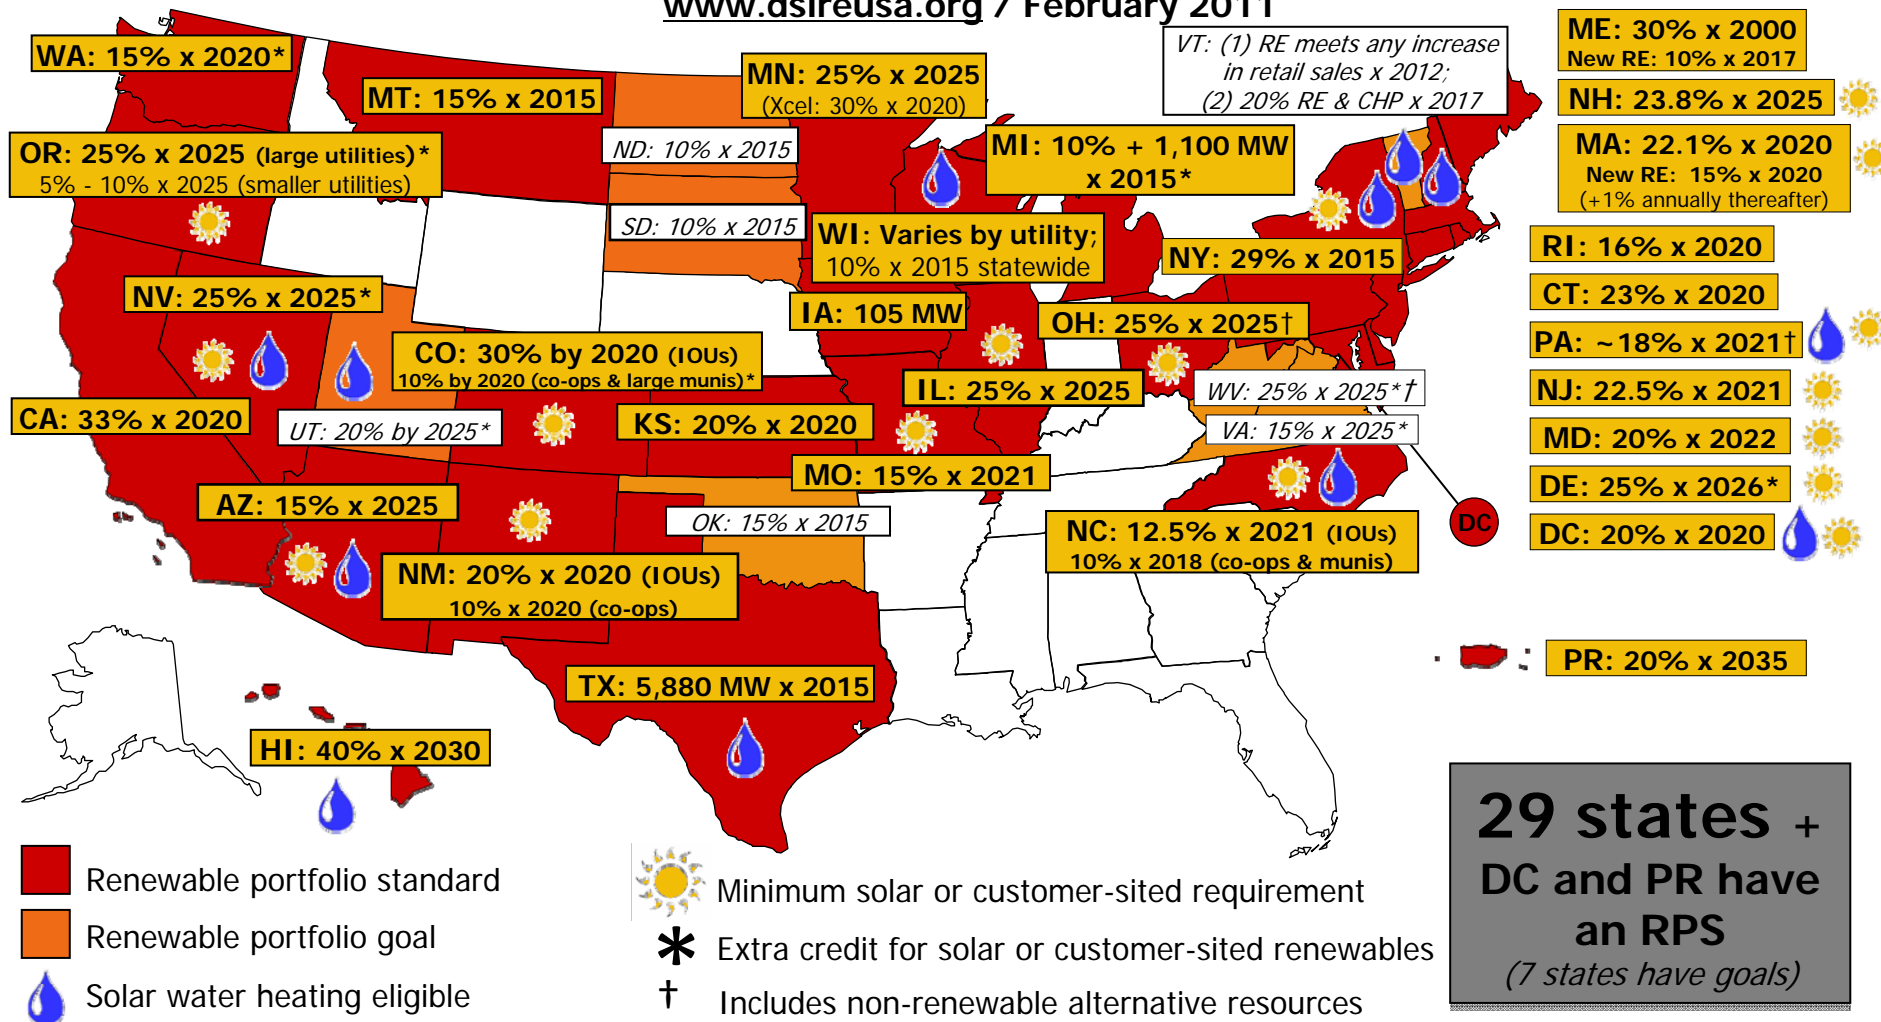 www.dsireusa.org / February 2011
WA: 15% x 2020*
MT: 15% x 2015
MN: 25% x 2025
(Xcel: 30% x 2020)
VT: (1) RE meets any increase
in retail sales x 2012;
(2) 20% RE & CHP x 2017
ME: 30% x 2000
New RE: 10% x 2017
NH: 23.8% x 2025
OR: 25% x 2025 (large utilities)*
5% - 10% x 2025 (smaller utilities)
ND: 10% x 2015
MI: 10% + 1,100 MW
x 2015*
MA: 22.1% x 2020
New RE: 15% x 2020
(+1% annually thereafter)
SD: 10% x 2015
WI: Varies by utility;
10% x 2015 statewide
NY: 29% x 2015
RI: 16% x 2020
NV: 25% x 2025*
IA: 105 MW
OH: 25% x 2025†
CT: 23% x 2020
CO: 30% by 2020 (IOUs)
10% by 2020 (co-ops & large munis)*
PA: ~18% x 2021†
IL: 25% x 2025
WV: 25% x 2025*†
NJ: 22.5% x 2021
CA: 33% x 2020
UT: 20% by 2025*
KS: 20% x 2020
VA: 15% x 2025*
MD: 20% x 2022
MO: 15% x 2021
DE: 25% x 2026*
AZ: 15% x 2025
OK: 15% x 2015
NC: 12.5% x 2021 (IOUs)
10% x 2018 (co-ops & munis)
DC
DC: 20% x 2020
NM: 20% x 2020 (IOUs)
10% x 2020 (co-ops)
PR: 20% x 2035
TX: 5,880 MW x 2015
HI: 40% x 2030
29 states +
DC and PR have
an RPS
(7 states have goals)
Renewable portfolio standard
Renewable portfolio goal
Solar water heating eligible
Minimum solar or customer-sited requirement
* Extra credit for solar or customer-sited renewables
† Includes non-renewable alternative resources